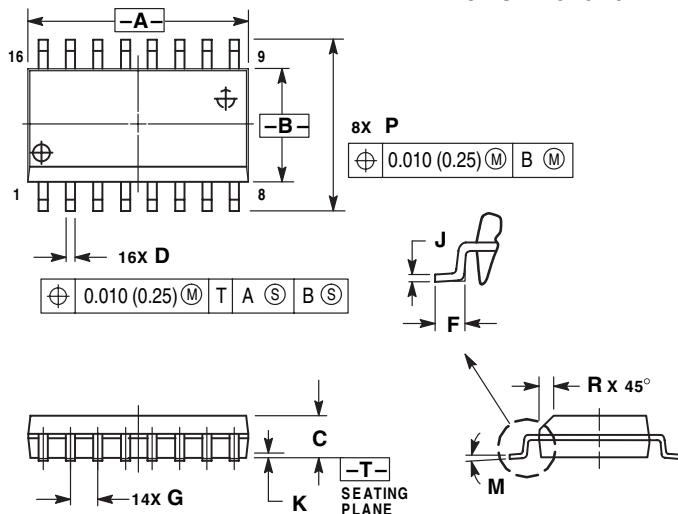 –A–
16 9
–B–
8X P
⌖ 0.010 (0.25) Ⓜ B Ⓜ
1 8
16X D
⌖ 0.010 (0.25) Ⓜ T A Ⓢ B Ⓢ
J
F
R X 45°
C
–T–
SEATING
PLANE
14X G
K
M